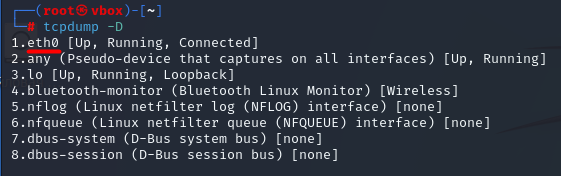 ┌──(root㉿vbox)-[~]
└─# tcpdump -D
1.eth0 [Up, Running, Connected]
2.any (Pseudo-device that captures on all interfaces) [Up, Running]
3.lo [Up, Running, Loopback]
4.bluetooth-monitor (Bluetooth Linux Monitor) [Wireless]
5.nflog (Linux netfilter log (NFLOG) interface) [none]
6.nfqueue (Linux netfilter queue (NFQUEUE) interface) [none]
7.dbus-system (D-Bus system bus) [none]
8.dbus-session (D-Bus session bus) [none]